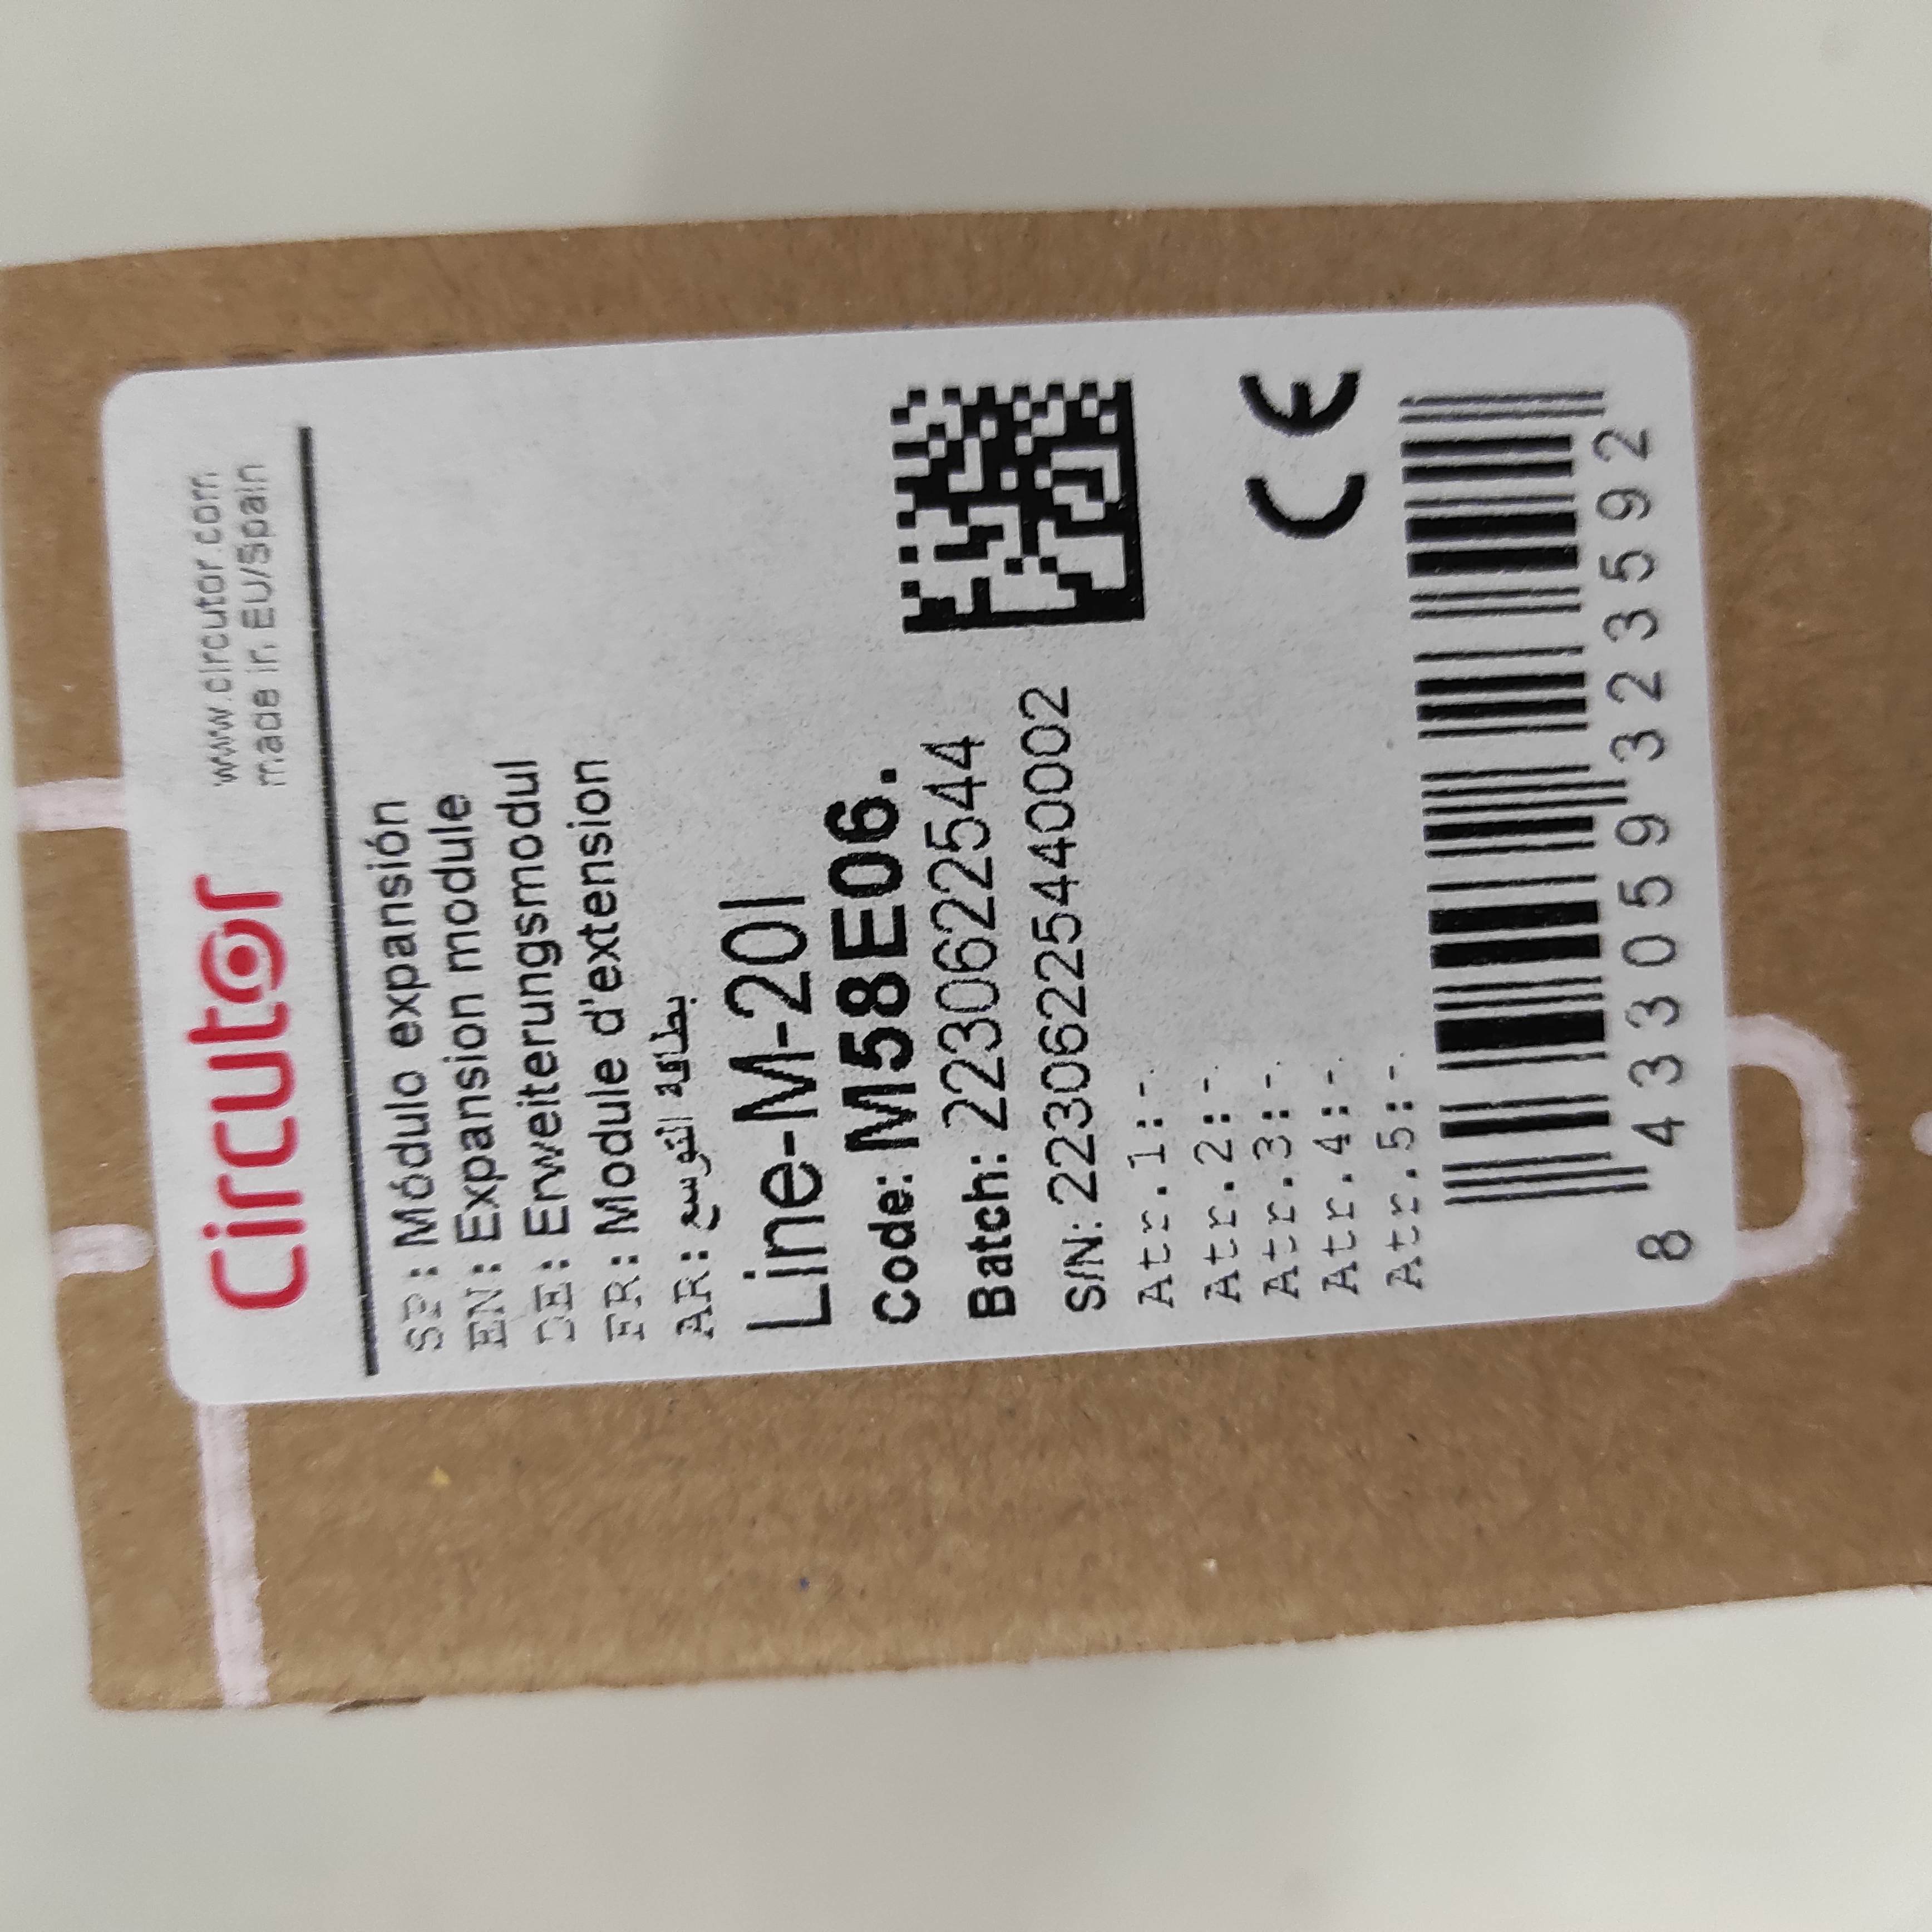 Circutor
www.circutor.com
made in EU/Spain
SP: Módulo expansión
EN: Expansion module
DE: Erweiterungsmodul
FR: Module d'extension
AR: بطاقة التوسع
Line-M-20I
Code: M58E06.
Batch: 2230622544
S/N: 22306225440002
Atr.1:-.
Atr.2:-.
Atr.3:-.
Atr.4:-.
Atr.5:-.
CE
8 433059 323592